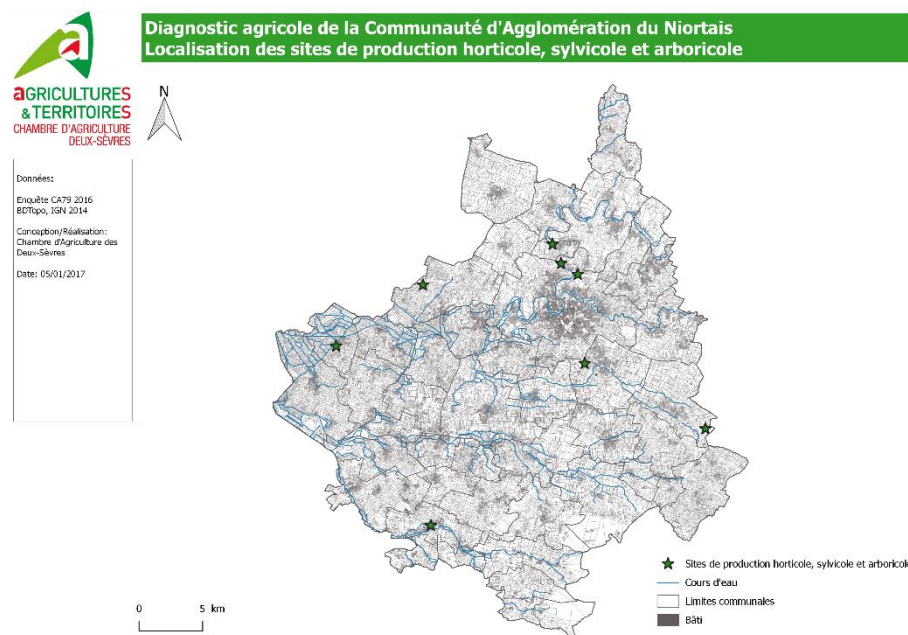 Diagnostic agricole de la Communauté d'Agglomération du Niortais
Localisation des sites de production horticole, sylvicole et arboricole
a
AGRICULTURES
& TERRITOIRES
CHAMBRE D'AGRICULTURE
DEUX-SÈVRES
N
Données:
Enquête CA79 2016
BDTopo, IGN 2014
Conception/Réalisation:
Chambre d'Agriculture des
Deux-Sèvres
Date: 05/01/2017
Sites de production horticole, sylvicole et arboricole
Cours d'eau
Limites communales
Bâti
0 5 km